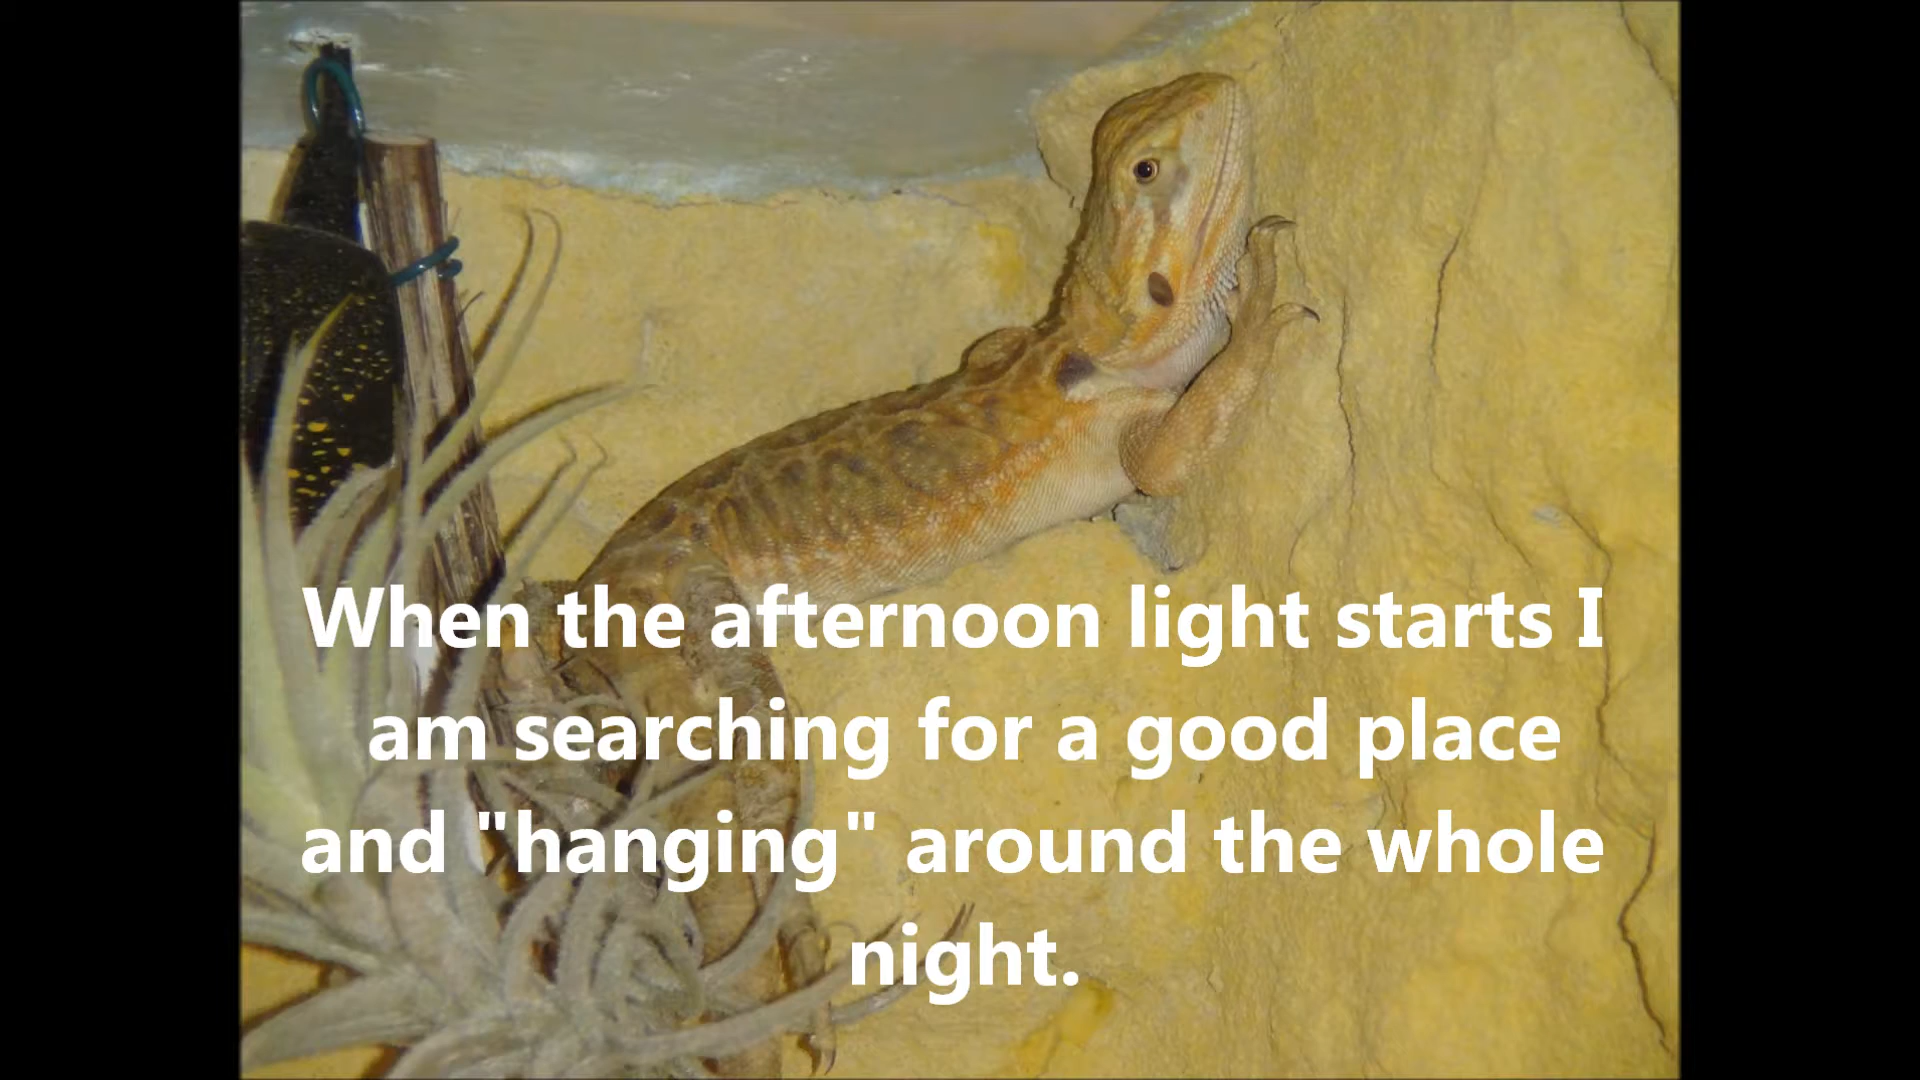 When the afternoon light starts I
am searching for a good place
and "hanging" around the whole
night.